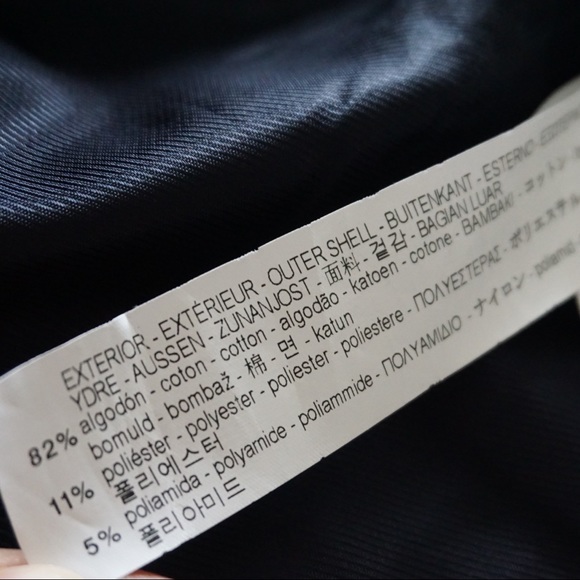 EXTERIOR - EXTÉRIEUR - OUTER SHELL - BUITENKANT - ESTERNO -
YDRE - AUSSEN - ZUNANJOST - 面料 - 겉감 - BAGIAN LUAR
82% algodón - coton - cotton - algodão - katoen - cotone - BAMBAKI - コットン -
bomuld - bombaž - 棉 - 면 - katun
11% poliéster - polyester - poliester - poliestere - ΠΟΛΥΕΣΤΕΡΑΣ - ポリエステル
폴리에스터
5% poliamida - polyamide - poliammide - ΠΟΛΥΑΜΙΔΙΟ - ナイロン -
폴리아미드